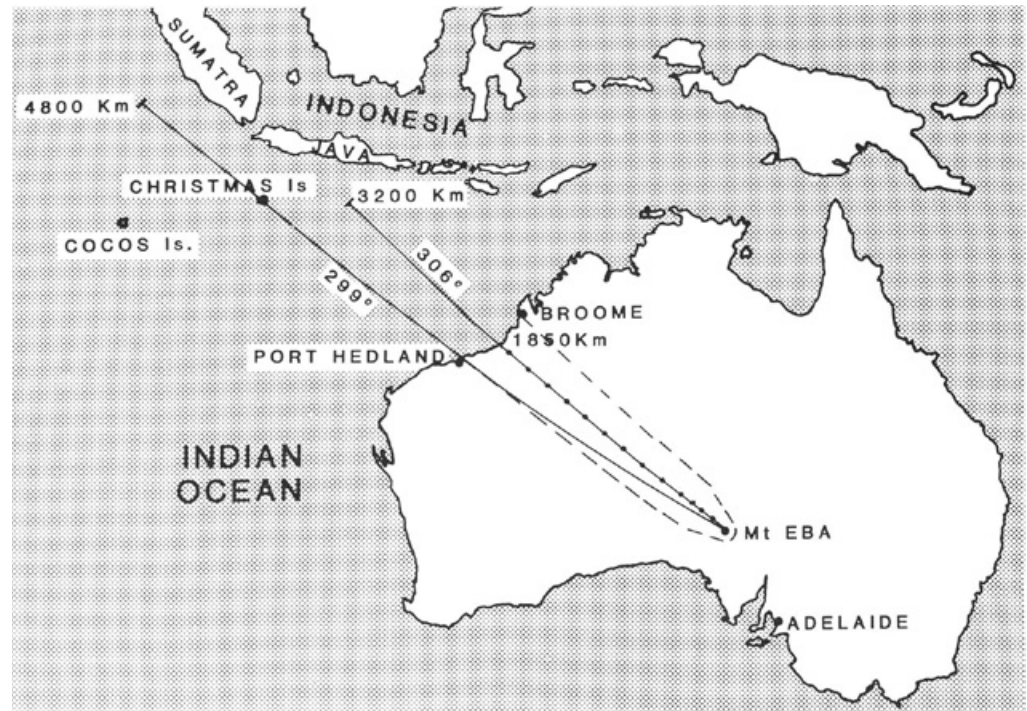 SUMATRA
4800 Km
INDONESIA
JAVA
CHRISTMAS Is
3200 Km
COCOS Is.
306°
299°
BROOME
1850Km
PORT HEDLAND
INDIAN
OCEAN
Mt EBA
ADELAIDE